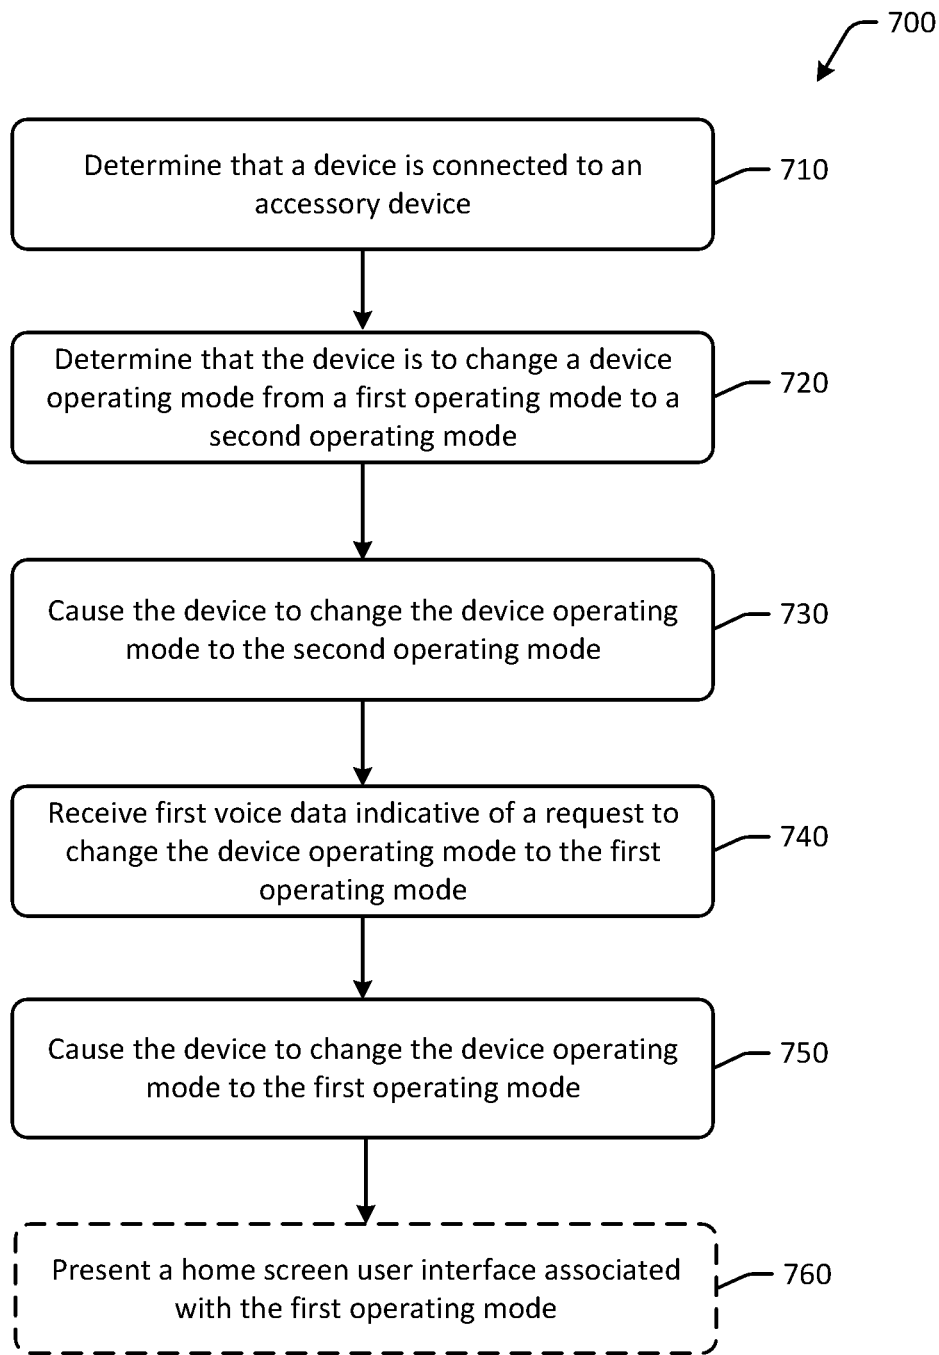 700
Determine that a device is connected to an
accessory device
710
Determine that the device is to change a device
operating mode from a first operating mode to a
second operating mode
720
Cause the device to change the device operating
mode to the second operating mode
730
Receive first voice data indicative of a request to
change the device operating mode to the first
operating mode
740
Cause the device to change the device operating
mode to the first operating mode
750
Present a home screen user interface associated
with the first operating mode
760